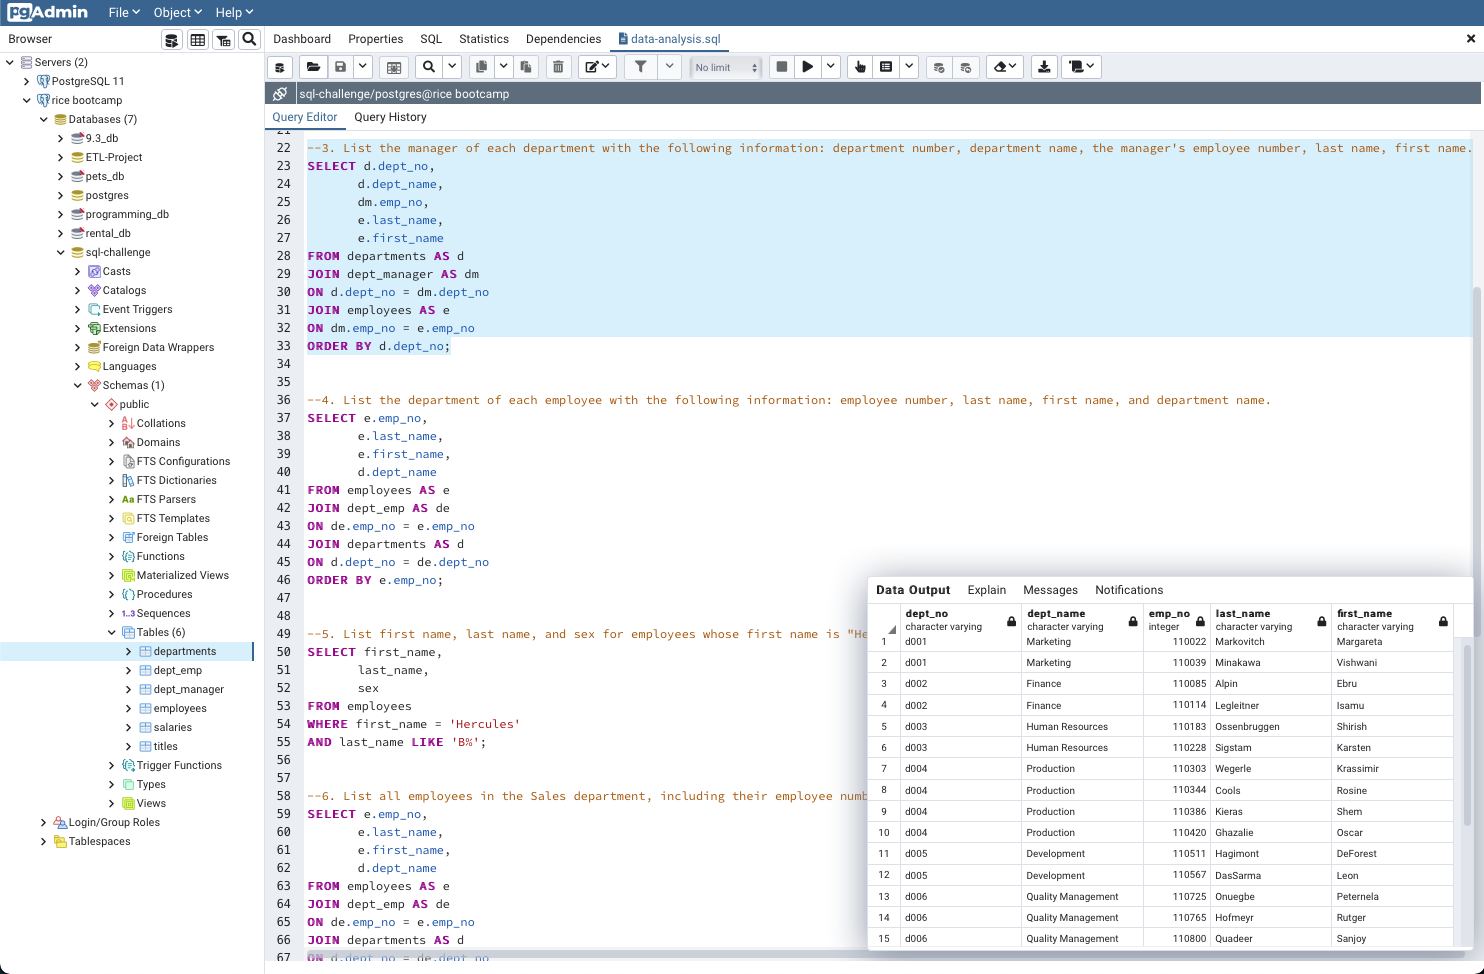 pgAdmin File Object Help
Browser
Dashboard Properties SQL Statistics Dependencies data-analysis.sql
No limit
sql-challenge/postgres@rice bootcamp
Query Editor Query History
Servers (2)
PostgreSQL 11
rice bootcamp
Databases (7)
9.3_db
ETL-Project
pets_db
postgres
programming_db
rental_db
sql-challenge
Casts
Catalogs
Event Triggers
Extensions
Foreign Data Wrappers
Languages
Schemas (1)
public
Collations
Domains
FTS Configurations
FTS Dictionaries
Aa FTS Parsers
FTS Templates
Foreign Tables
Functions
Materialized Views
Procedures
1..3 Sequences
Tables (6)
departments
dept_emp
dept_manager
employees
salaries
titles
Trigger Functions
Types
Views
Login/Group Roles
Tablespaces
21
22 --3. List the manager of each department with the following information: department number, department name, the manager's employee number, last name, first name.
23 SELECT d.dept_no,
24 d.dept_name,
25 dm.emp_no,
26 e.last_name,
27 e.first_name
28 FROM departments AS d
29 JOIN dept_manager AS dm
30 ON d.dept_no = dm.dept_no
31 JOIN employees AS e
32 ON dm.emp_no = e.emp_no
33 ORDER BY d.dept_no;
34
35
36 --4. List the department of each employee with the following information: employee number, last name, first name, and department name.
37 SELECT e.emp_no,
38 e.last_name,
39 e.first_name,
40 d.dept_name
41 FROM employees AS e
42 JOIN dept_emp AS de
43 ON de.emp_no = e.emp_no
44 JOIN departments AS d
45 ON d.dept_no = de.dept_no
46 ORDER BY e.emp_no;
47
48
49 --5. List first name, last name, and sex for employees whose first name is "He
50 SELECT first_name,
51 last_name,
52 sex
53 FROM employees
54 WHERE first_name = 'Hercules'
55 AND last_name LIKE 'B%';
56
57
58 --6. List all employees in the Sales department, including their employee numb
59 SELECT e.emp_no,
60 e.last_name,
61 e.first_name,
62 d.dept_name
63 FROM employees AS e
64 JOIN dept_emp AS de
65 ON de.emp_no = e.emp_no
66 JOIN departments AS d
67 ON d.dept_no = de.dept_no
Data Output Explain Messages Notifications
dept_no dept_name emp_no last_name first_name
character varying character varying integer character varying character varying
1 d001 Marketing 110022 Markovitch Margareta
2 d001 Marketing 110039 Minakawa Vishwani
3 d002 Finance 110085 Alpin Ebru
4 d002 Finance 110114 Legleitner Isamu
5 d003 Human Resources 110183 Ossenbruggen Shirish
6 d003 Human Resources 110228 Sigstam Karsten
7 d004 Production 110303 Wegerle Krassimir
8 d004 Production 110344 Cools Rosine
9 d004 Production 110386 Kieras Shem
10 d004 Production 110420 Ghazalie Oscar
11 d005 Development 110511 Hagimont DeForest
12 d005 Development 110567 DasSarma Leon
13 d006 Quality Management 110725 Onuegbe Peternela
14 d006 Quality Management 110765 Hofmeyr Rutger
15 d006 Quality Management 110800 Quadeer Sanjoy